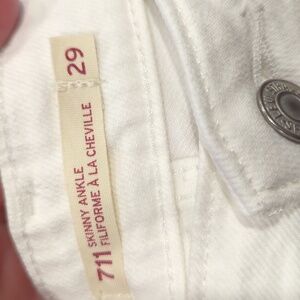 711 SKINNY ANKLE
FILIFORME À LA CHEVILLE
29